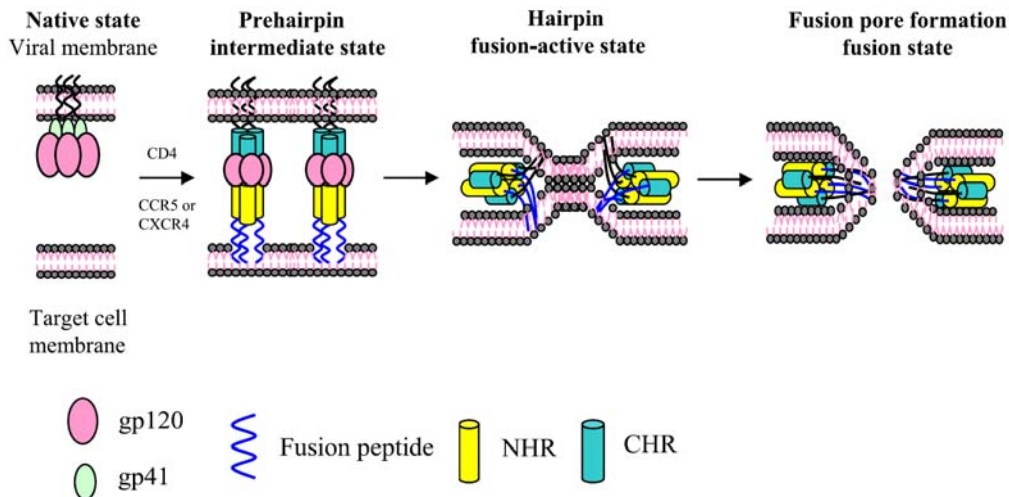 Native state
Viral membrane
Prehairpin
intermediate state
Hairpin
fusion-active state
Fusion pore formation
fusion state
CD4
CCR5 or
CXCR4
Target cell
membrane
gp120
gp41
Fusion peptide
NHR
CHR